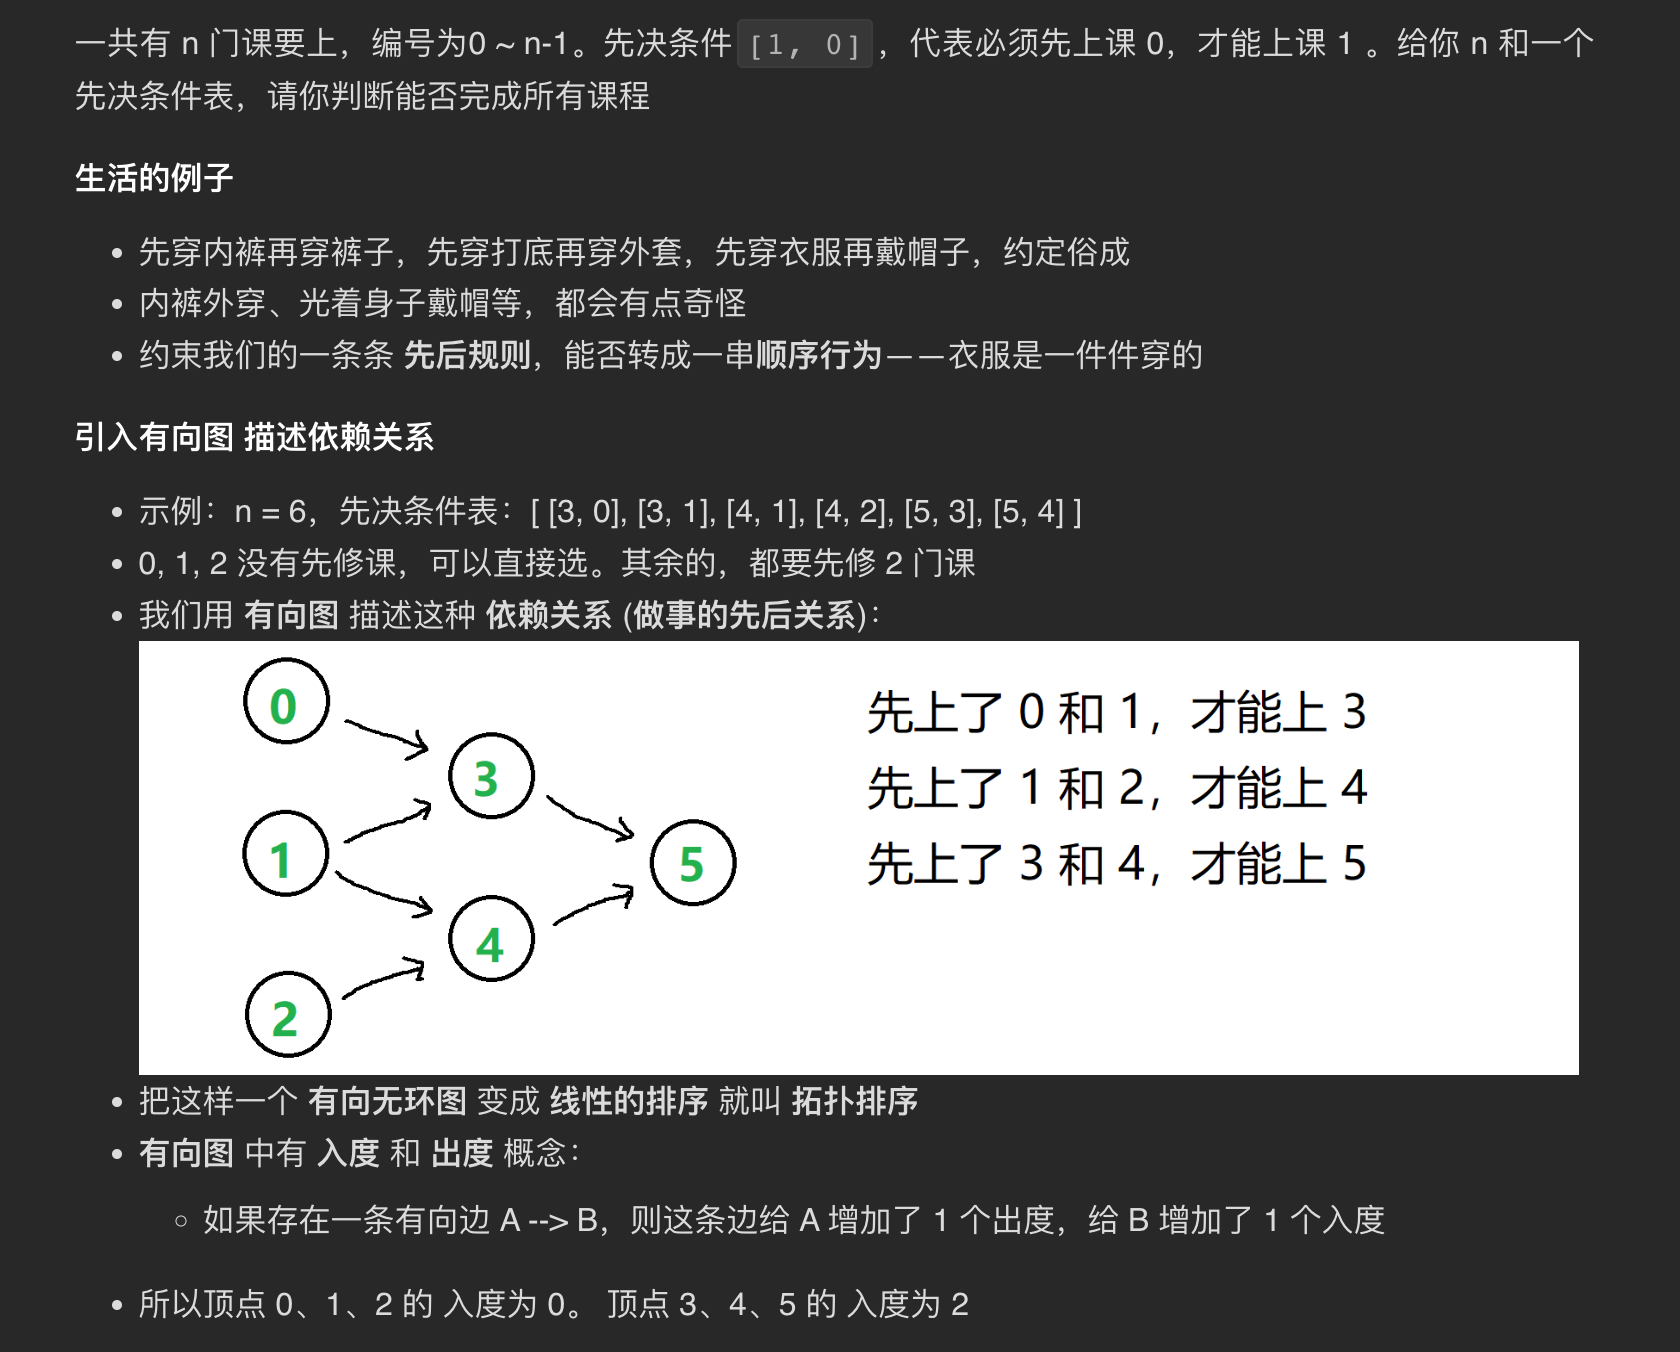 一共有 n 门课要上，编号为0 ~ n-1。先决条件 [1, 0] ，代表必须先上课 0，才能上课 1 。给你 n 和一个
先决条件表，请你判断能否完成所有课程
生活的例子
• 先穿内裤再穿裤子，先穿打底再穿外套，先穿衣服再戴帽子，约定俗成
• 内裤外穿、光着身子戴帽等，都会有点奇怪
• 约束我们的一条条 先后规则，能否转成一串顺序行为——衣服是一件件穿的
引入有向图 描述依赖关系
• 示例：n = 6，先决条件表：[ [3, 0], [3, 1], [4, 1], [4, 2], [5, 3], [5, 4] ]
• 0, 1, 2 没有先修课，可以直接选。其余的，都要先修 2 门课
• 我们用 有向图 描述这种 依赖关系 (做事的先后关系)：
0
3
1
5
4
2
先上了 0 和 1，才能上 3
先上了 1 和 2，才能上 4
先上了 3 和 4，才能上 5
• 把这样一个 有向无环图 变成 线性的排序 就叫 拓扑排序
• 有向图 中有 入度 和 出度 概念：
◦ 如果存在一条有向边 A --> B，则这条边给 A 增加了 1 个出度，给 B 增加了 1 个入度
• 所以顶点 0、1、2 的 入度为 0。 顶点 3、4、5 的 入度为 2